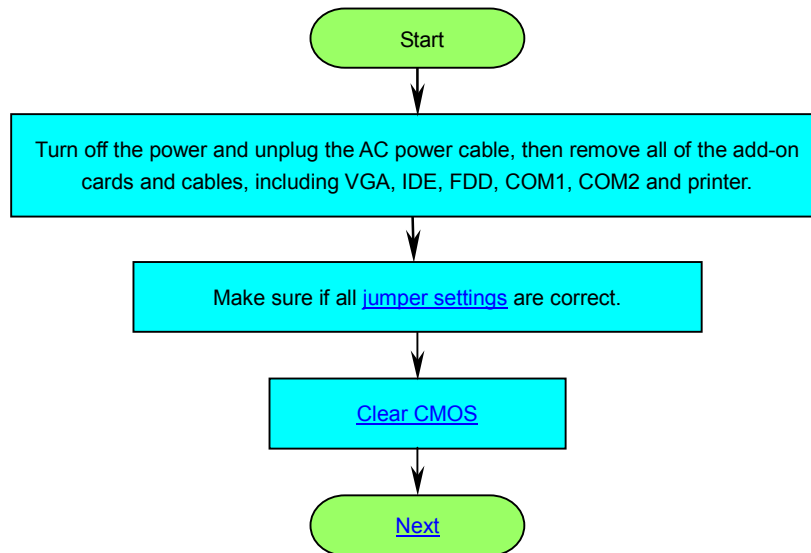 Start
Turn off the power and unplug the AC power cable, then remove all of the add-on
cards and cables, including VGA, IDE, FDD, COM1, COM2 and printer.
Make sure if all jumper settings are correct.
Clear CMOS
Next